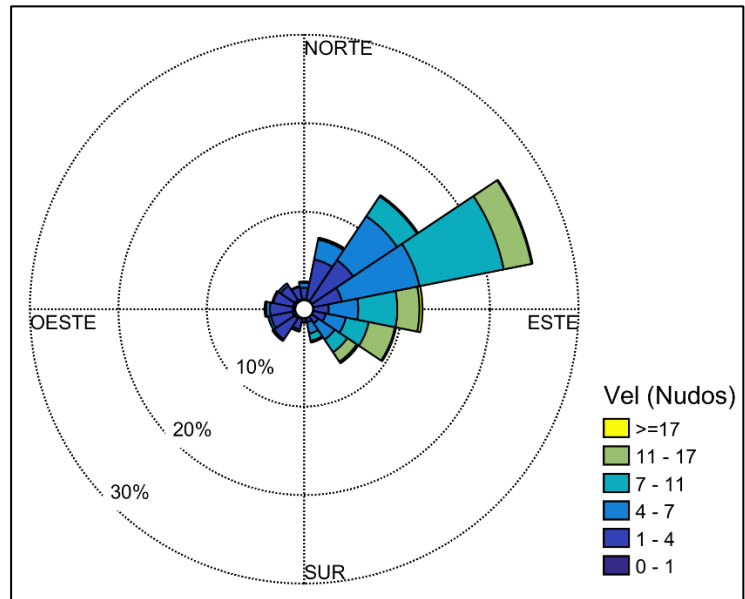 NORTE
OESTE
ESTE
10%
20%
30%
SUR
Vel (Nudos)
>=17
11 - 17
7 - 11
4 - 7
1 - 4
0 - 1